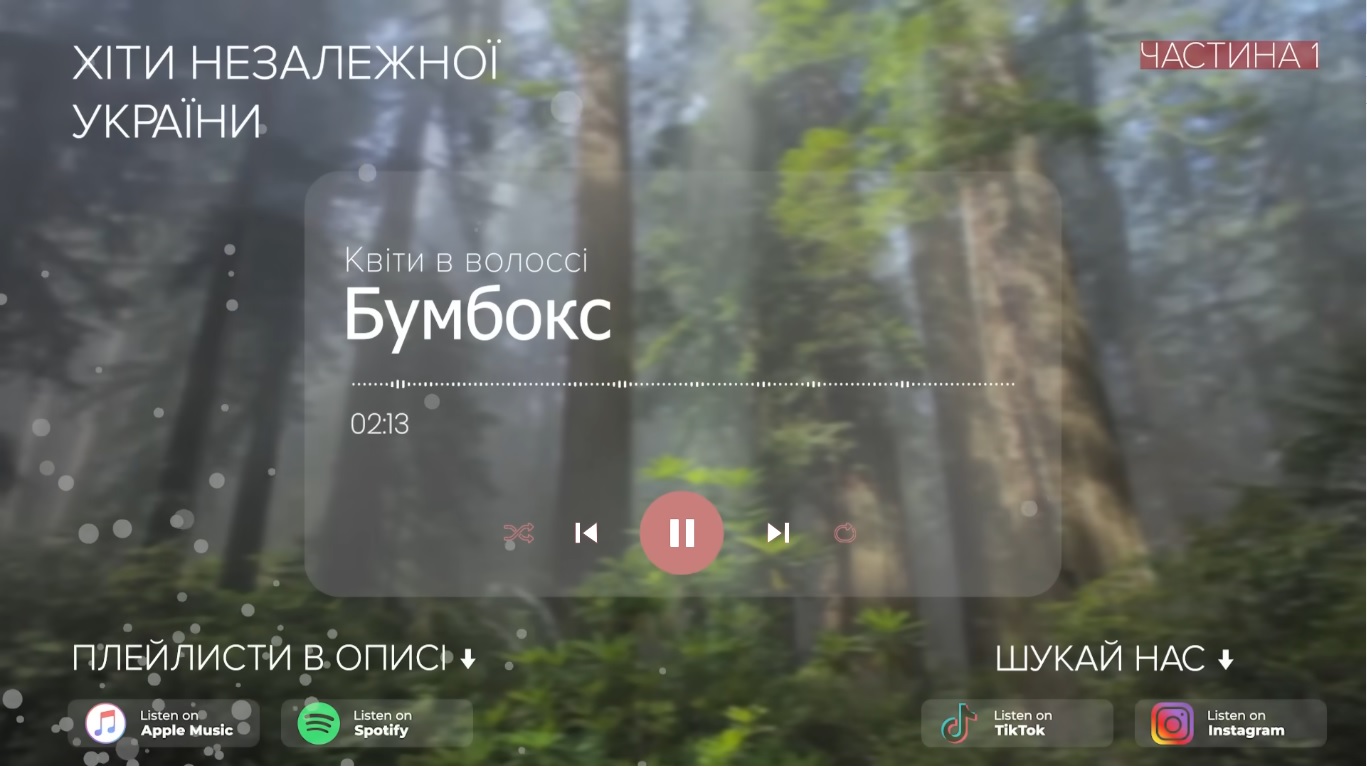 ХІТИ НЕЗАЛЕЖНОЇ
УКРАЇНИ
ЧАСТИНА 1
Квіти в волоссі
Бумбокс
02:13
ПЛЕЙЛИСТИ В ОПИСІ
ШУКАЙ НАС
Listen on
Apple Music
Listen on
Spotify
Listen on
TikTok
Listen on
Instagram